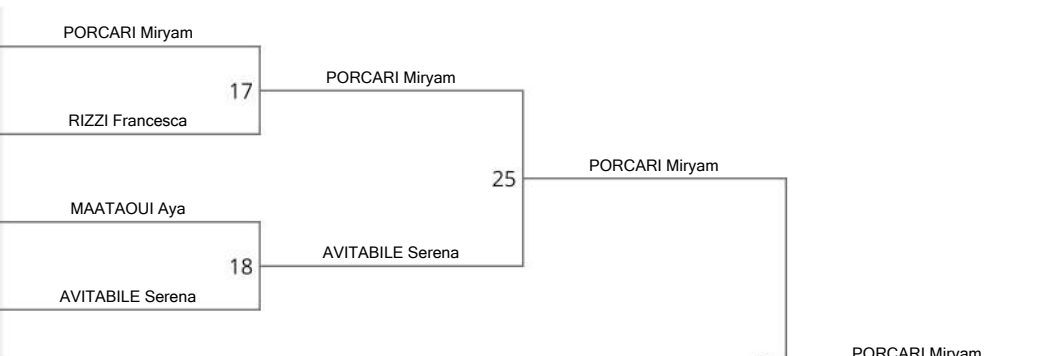 PORCARI Miryam
17
PORCARI Miryam
RIZZI Francesca
25
PORCARI Miryam
MAATAOUI Aya
18
AVITABILE Serena
AVITABILE Serena
PORCARI Miryam